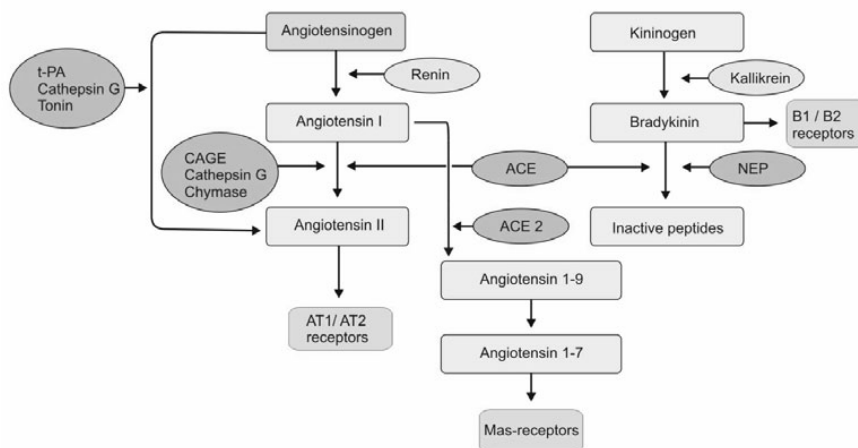 Angiotensinogen
Kininogen
t-PA
Cathepsin G
Tonin
Renin
Kallikrein
Angiotensin I
Bradykinin
B1 / B2
receptors
CAGE
Cathepsin G
Chymase
ACE
NEP
Angiotensin II
ACE 2
Inactive peptides
Angiotensin 1-9
AT1/ AT2
receptors
Angiotensin 1-7
Mas-receptors